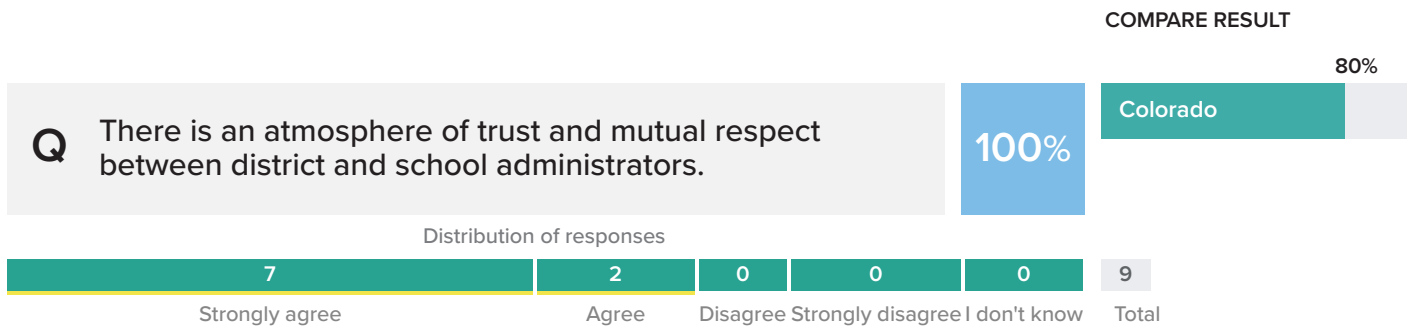 COMPARE RESULT
80%
Colorado
Q
There is an atmosphere of trust and mutual respect
between district and school administrators.
100%
Distribution of responses
7 2 0 0 0 9
Strongly agree Agree Disagree Strongly disagree I don't know Total